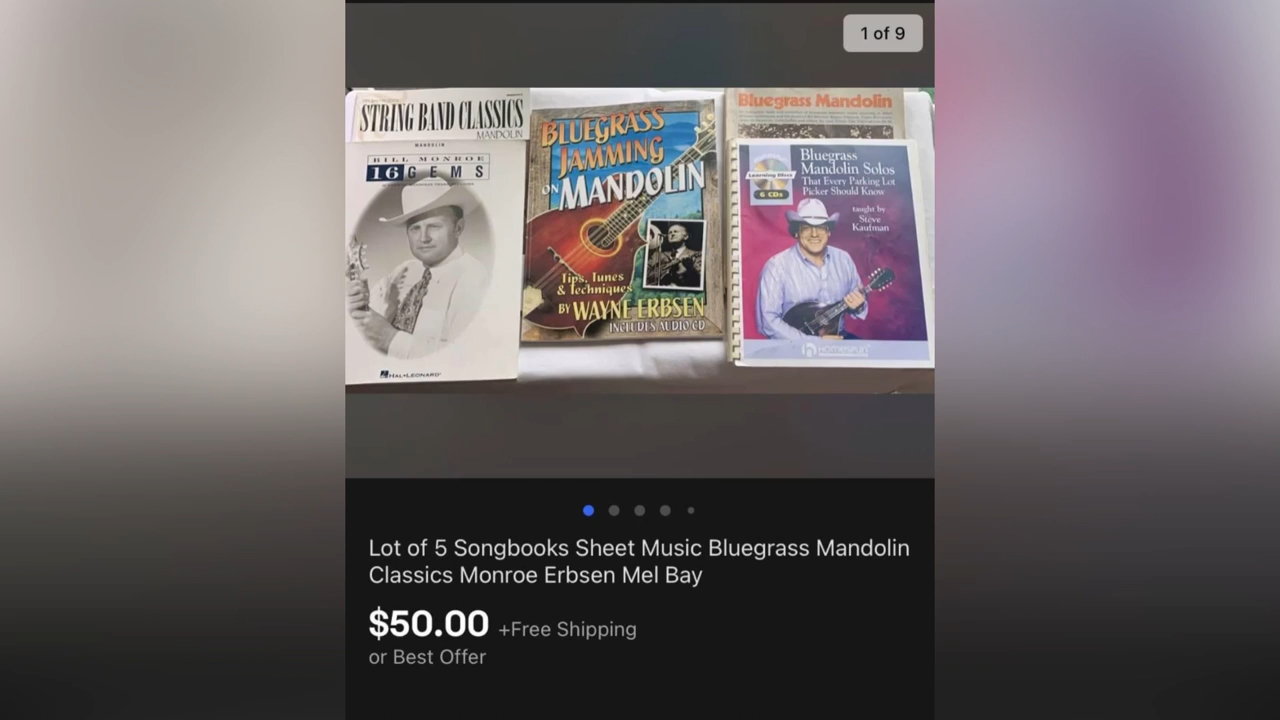 1 of 9
STRING BAND CLASSICS
MANDOLIN
MANDOLIN
BILL MONROE
16 GEMS
HAL•LEONARD®
BLUEGRASS
JAMMING
ON MANDOLIN
Tips, Tunes
& Techniques
BY WAYNE ERBSEN
INCLUDES AUDIO CD
Bluegrass Mandolin
Learning Discs
6 CDs
Bluegrass
Mandolin Solos
That Every Parking Lot
Picker Should Know
taught by
Steve
Kaufman
h HOMESPUN
Lot of 5 Songbooks Sheet Music Bluegrass Mandolin
Classics Monroe Erbsen Mel Bay
$50.00 +Free Shipping
or Best Offer